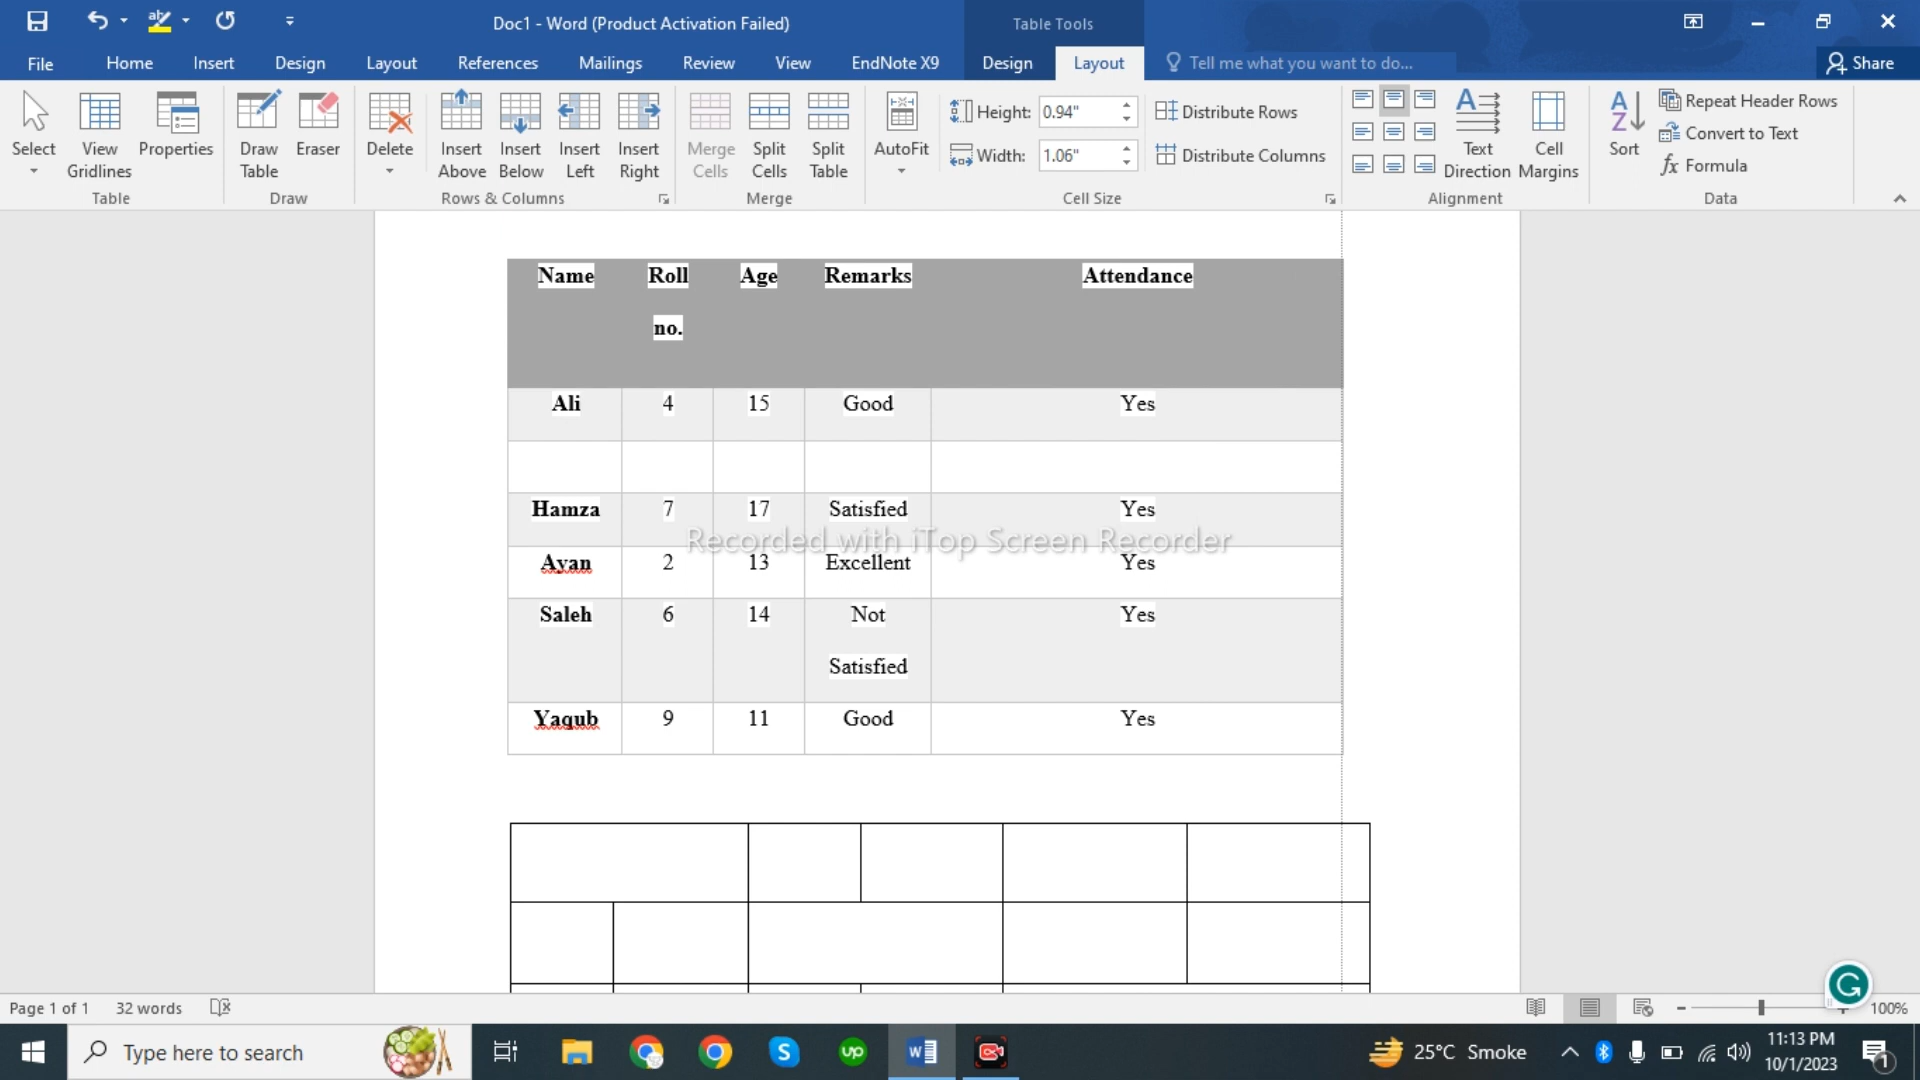 Doc1 - Word (Product Activation Failed)
Table Tools
File Home Insert Design Layout References Mailings Review View EndNote X9 Design Layout Tell me what you want to do... Share
Select View Gridlines Properties Draw Table Eraser Delete Insert Above Insert Below Insert Left Insert Right Merge Cells Split Cells Split Table AutoFit
Height: 0.94" Distribute Rows
Width: 1.06" Distribute Columns
Text Direction Cell Margins Sort
Repeat Header Rows
Convert to Text
fx Formula
Table Draw Rows & Columns Merge Cell Size Alignment Data
Name Roll no. Age Remarks Attendance
Ali 4 15 Good Yes
Hamza 7 17 Satisfied Yes
Recorded with iTop Screen Recorder
Ayan 2 13 Excellent Yes
Saleh 6 14 Not Satisfied Yes
Yaqub 9 11 Good Yes
Page 1 of 1 32 words 100%
Type here to search
25°C Smoke
11:13 PM
10/1/2023
1